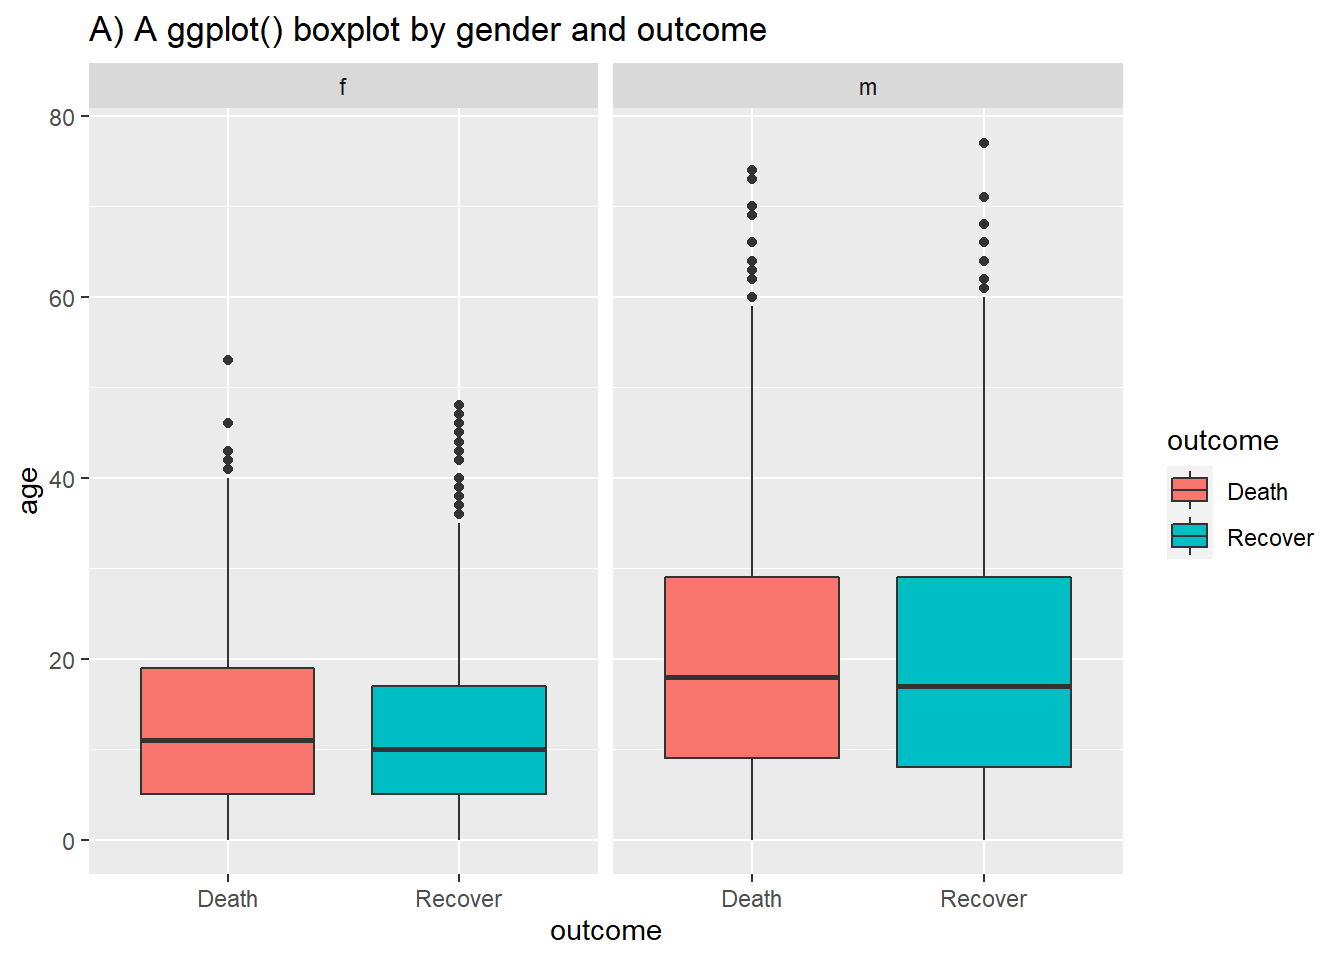 A) A ggplot() boxplot by gender and outcome
f
m
80
60
40
20
0
age
Death
Recover
Death
Recover
outcome
outcome
Death
Recover